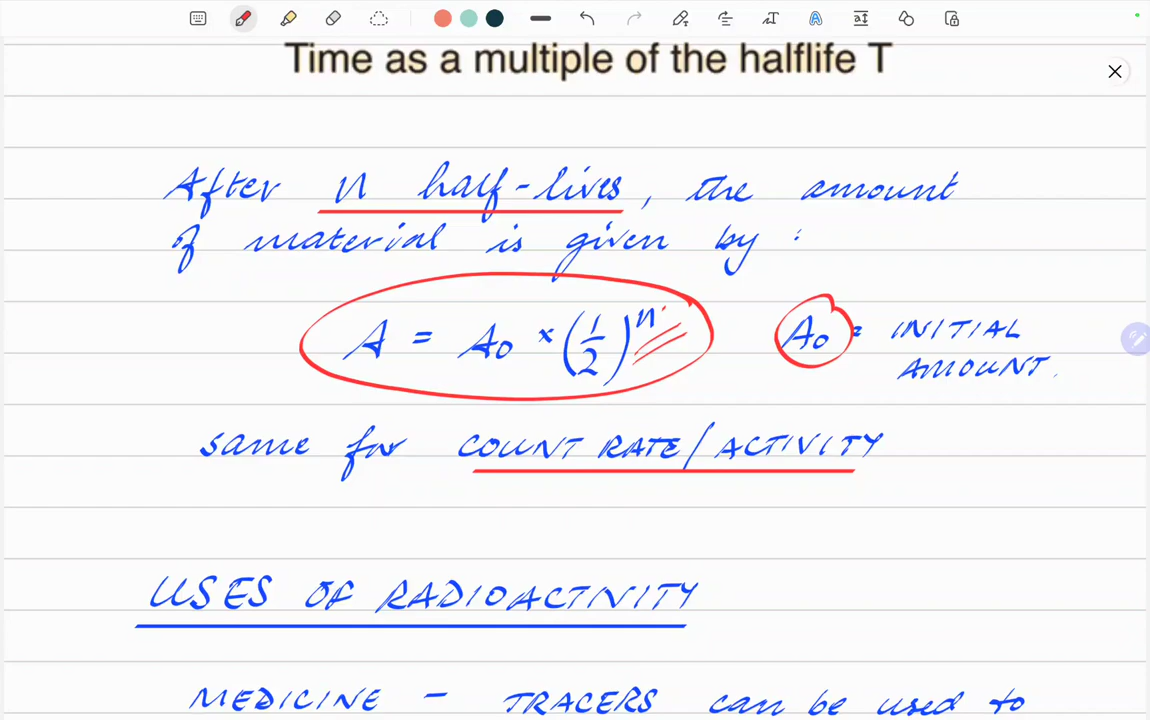 Time as a multiple of the halflife T
After n half-lives, the amount
of material is given by :
A = A₀ × (1/2)ⁿ A₀ = INITIAL
AMOUNT.
same for COUNT RATE/ACTIVITY
USES OF RADIOACTIVITY
MEDICINE - TRACERS can be used to